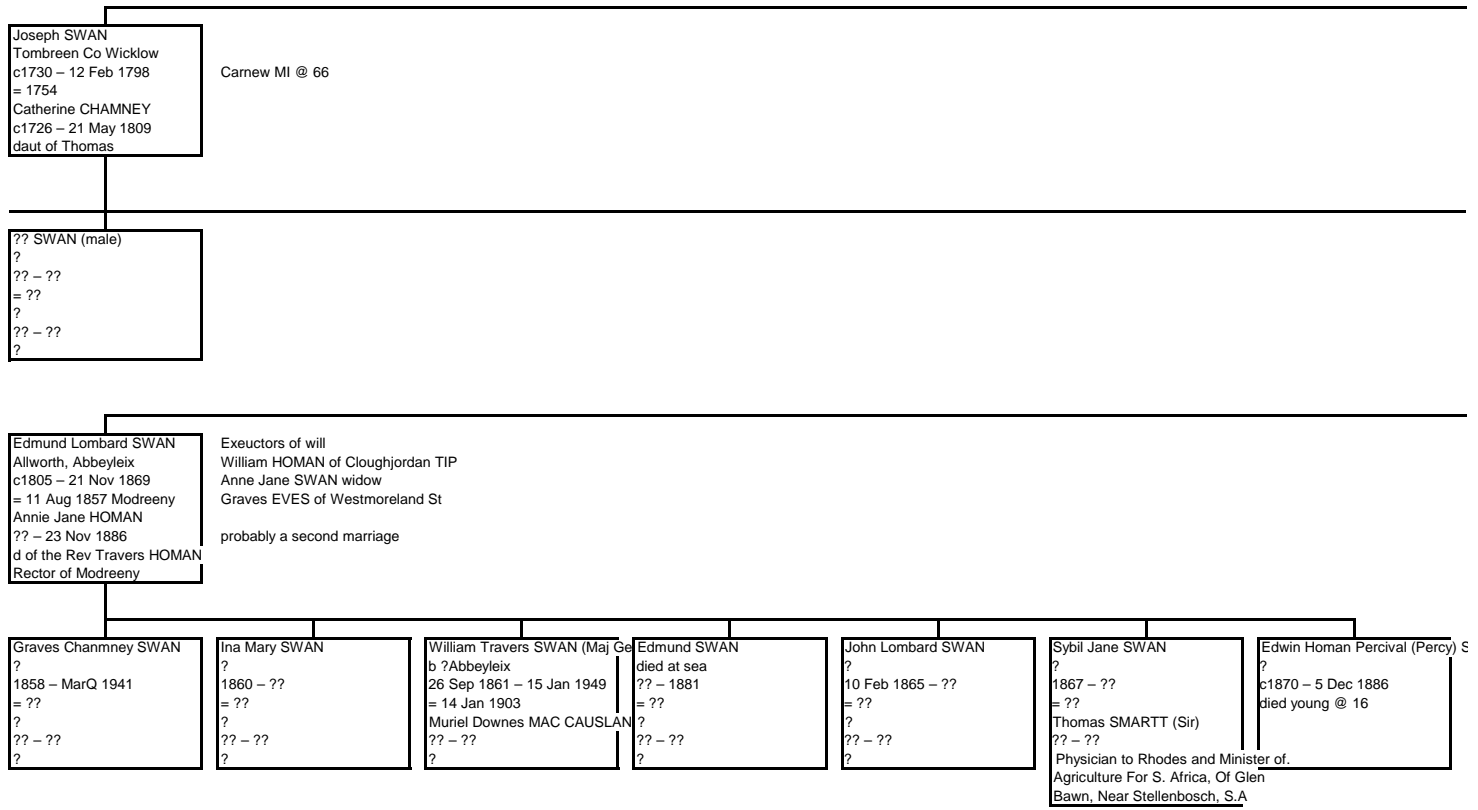 Joseph SWAN
Tombreen Co Wicklow
c1730 – 12 Feb 1798
= 1754
Catherine CHAMNEY
c1726 – 21 May 1809
daut of Thomas
Carnew MI @ 66
?? SWAN (male)
?
?? – ??
= ??
?
?? – ??
?
Edmund Lombard SWAN
Allworth, Abbeyleix
c1805 – 21 Nov 1869
= 11 Aug 1857 Modreeny
Annie Jane HOMAN
?? – 23 Nov 1886
d of the Rev Travers HOMAN
Rector of Modreeny
Exeuctors of will
William HOMAN of Cloughjordan TIP
Anne Jane SWAN widow
Graves EVES of Westmoreland St
probably a second marriage
Graves Chanmney SWAN
?
1858 – MarQ 1941
= ??
?
?? – ??
?
Ina Mary SWAN
?
1860 – ??
= ??
?
?? – ??
?
William Travers SWAN (Maj Ge
b ?Abbeyleix
26 Sep 1861 – 15 Jan 1949
= 14 Jan 1903
Muriel Downes MAC CAUSLAN
?? – ??
?
Edmund SWAN
died at sea
?? – 1881
= ??
?
?? – ??
?
John Lombard SWAN
?
10 Feb 1865 – ??
= ??
?
?? – ??
?
Sybil Jane SWAN
?
1867 – ??
= ??
Thomas SMARTT (Sir)
?? – ??
Physician to Rhodes and Minister of.
Agriculture For S. Africa, Of Glen
Bawn, Near Stellenbosch, S.A
Edwin Homan Percival (Percy) S
?
c1870 – 5 Dec 1886
died young @ 16